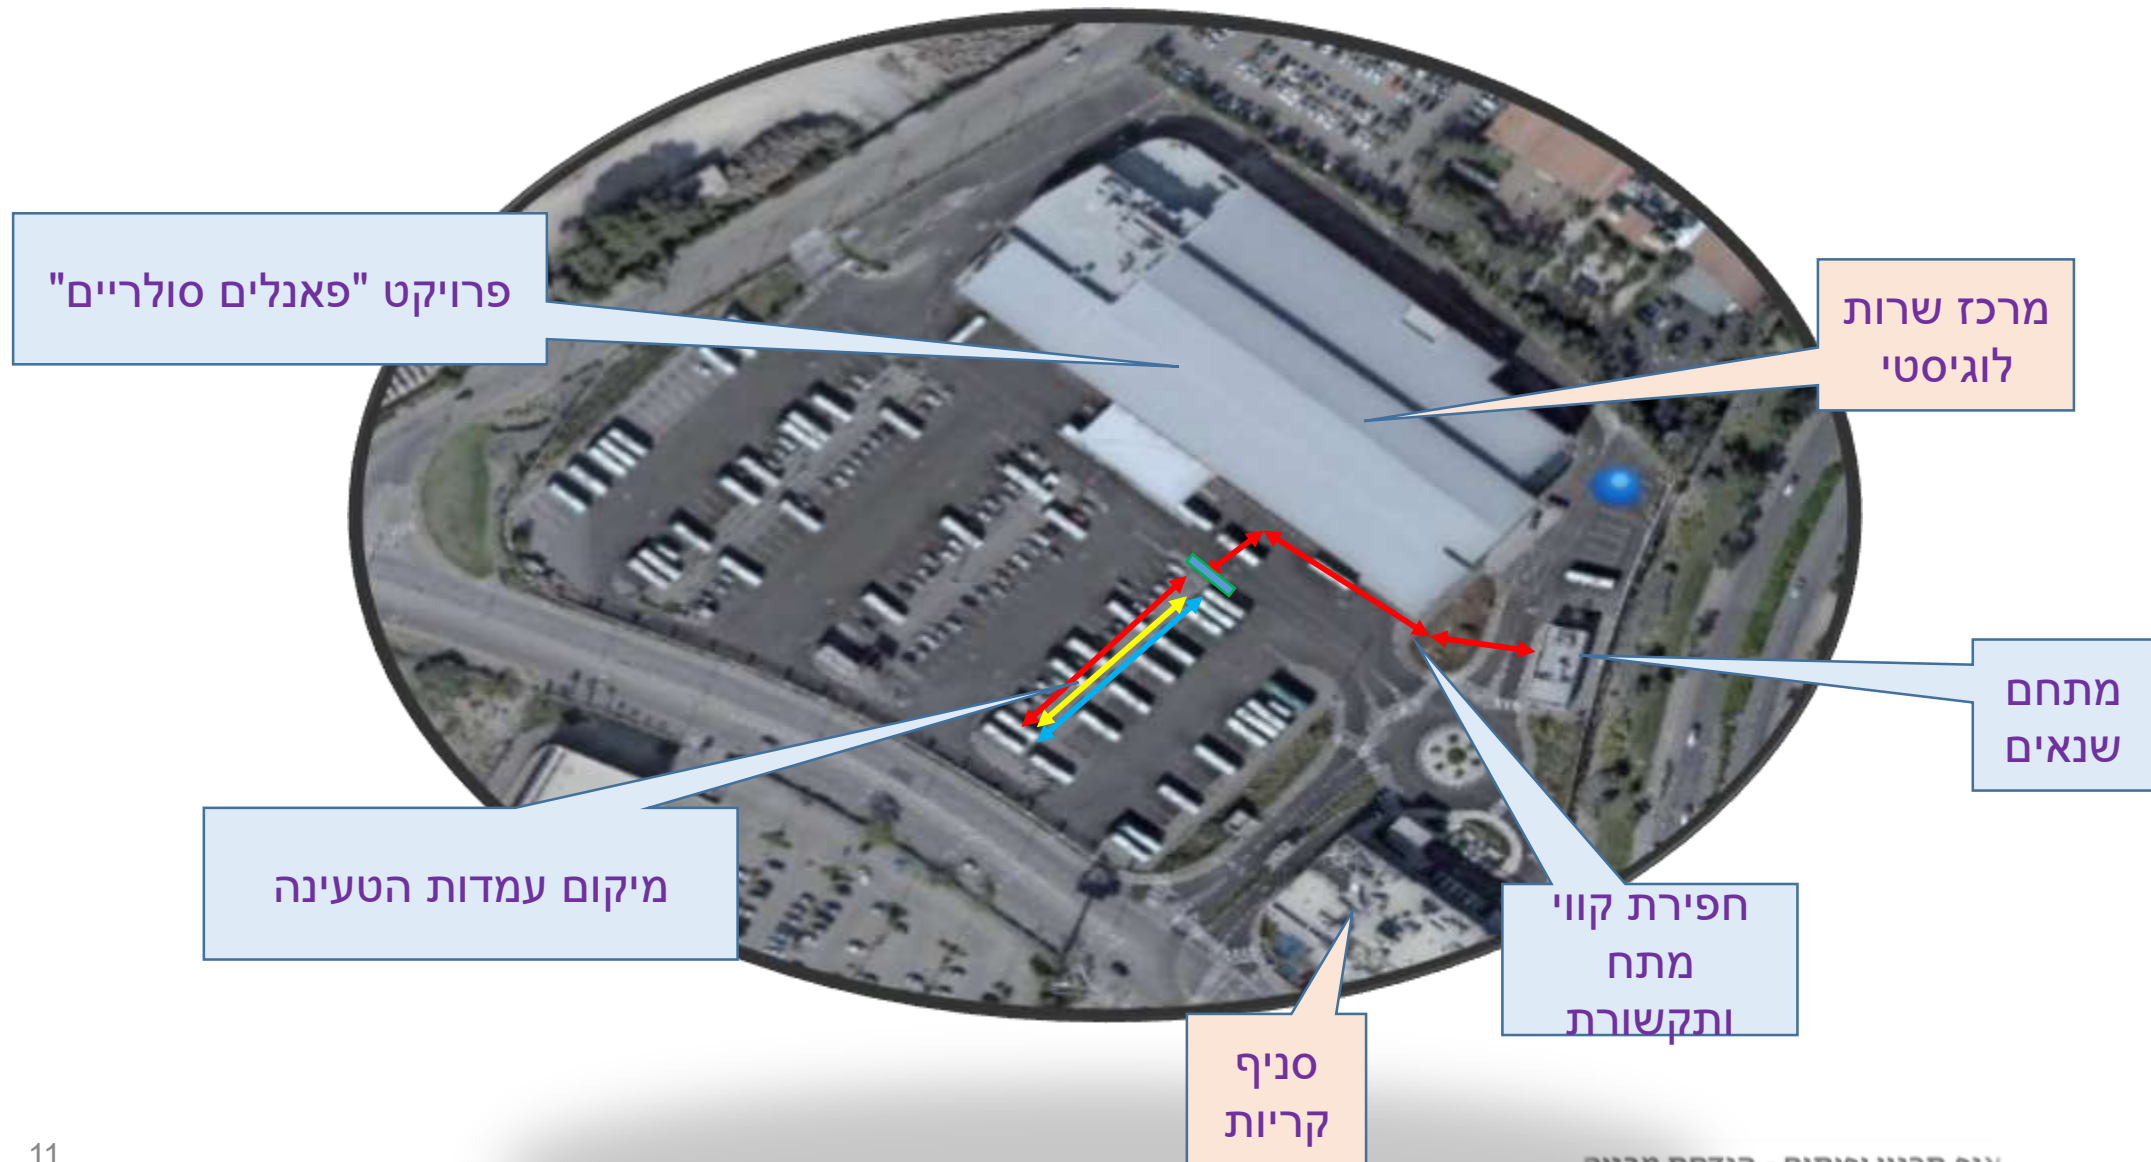 פרויקט "פאנלים סולריים"
מרכז שרות
לוגיסטי
מתחם
שנאים
מיקום עמדות הטעינה
חפירת קווי
מתח
ותקשורת
סניף
קריות
11